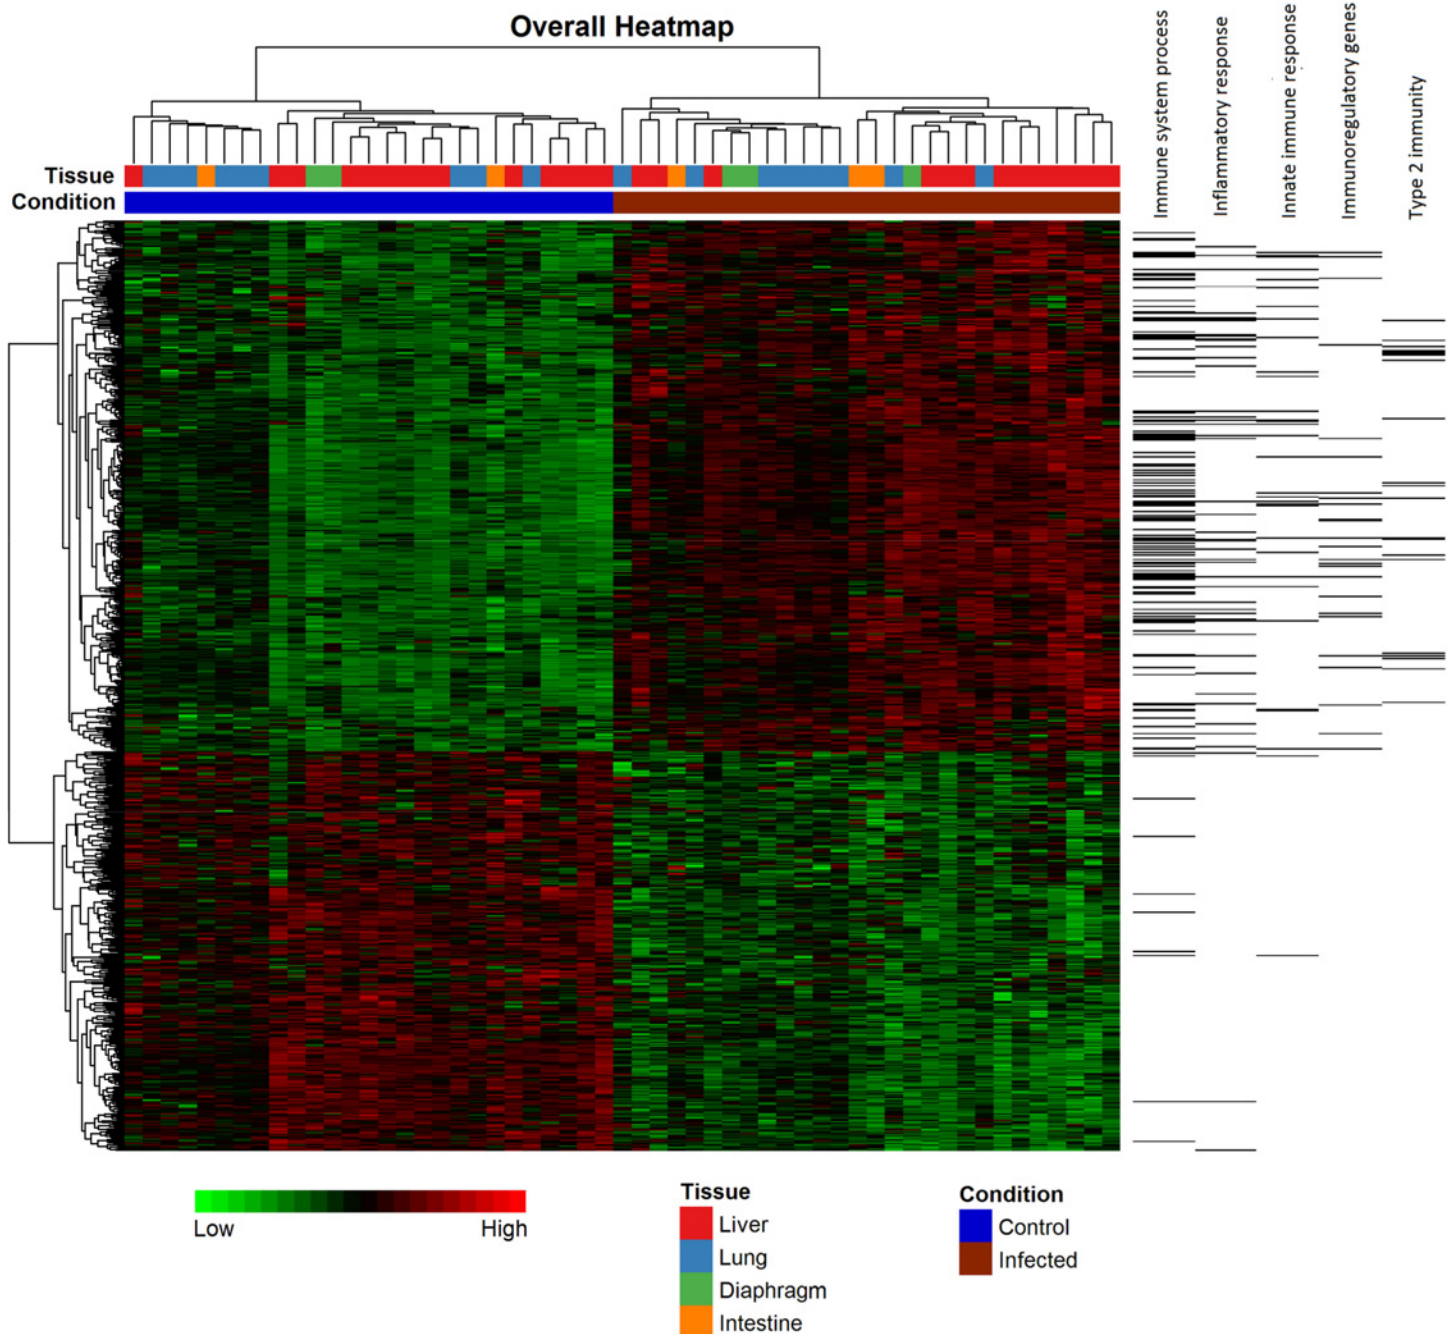 Overall Heatmap
Immune system process
Inflammatory response
Innate immune response
Immunoregulatory genes
Type 2 immunity
Tissue
Condition
Low High
Tissue
Liver
Lung
Diaphragm
Intestine
Condition
Control
Infected